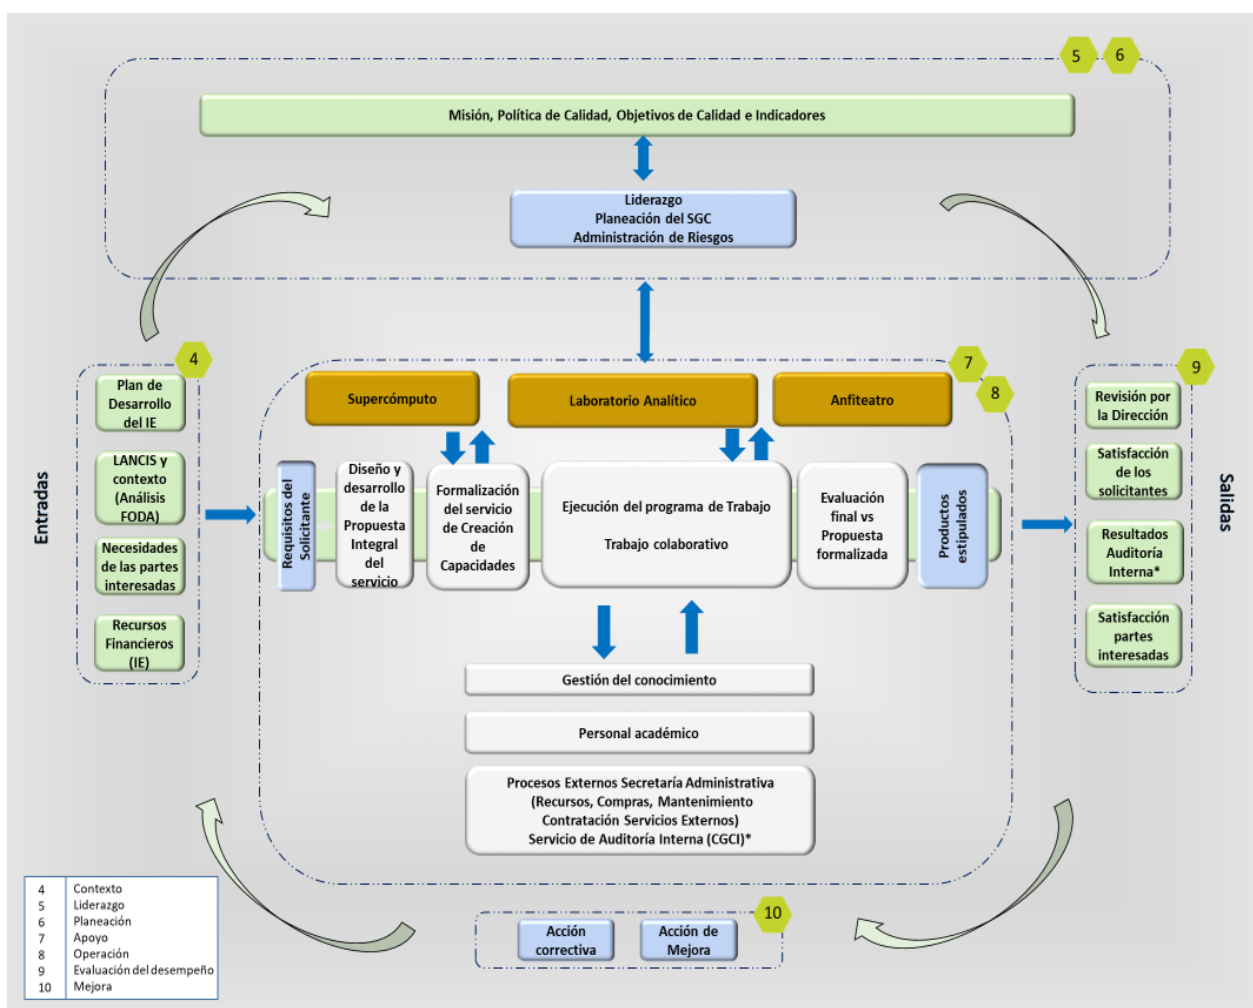 5
6
Misión, Política de Calidad, Objetivos de Calidad e Indicadores
Liderazgo
Planeación del SGC
Administración de Riesgos
Entradas
4
Plan de
Desarrollo
del IE
LANCIS y
contexto
(Análisis
FODA)
Necesidades
de las partes
interesadas
Recursos
Financieros
(IE)
7
8
Supercómputo
Laboratorio Analítico
Anfiteatro
Requisitos del
Solicitante
Diseño y
desarrollo
de la
Propuesta
Integral
del
servicio
Formalización
del servicio
de Creación
de
Capacidades
Ejecución del programa de Trabajo
Trabajo colaborativo
Evaluación
final vs
Propuesta
formalizada
Productos
estipulados
Gestión del conocimiento
Personal académico
Procesos Externos Secretaría Administrativa
(Recursos, Compras, Mantenimiento
Contratación Servicios Externos)
Servicio de Auditoría Interna (CGCI)*
9
Revisión por
la Dirección
Satisfacción
de los
solicitantes
Resultados
Auditoría
Interna*
Satisfacción
partes
interesadas
Salidas
10
Acción
correctiva
Acción de
Mejora
4 Contexto
5 Liderazgo
6 Planeación
7 Apoyo
8 Operación
9 Evaluación del desempeño
10 Mejora